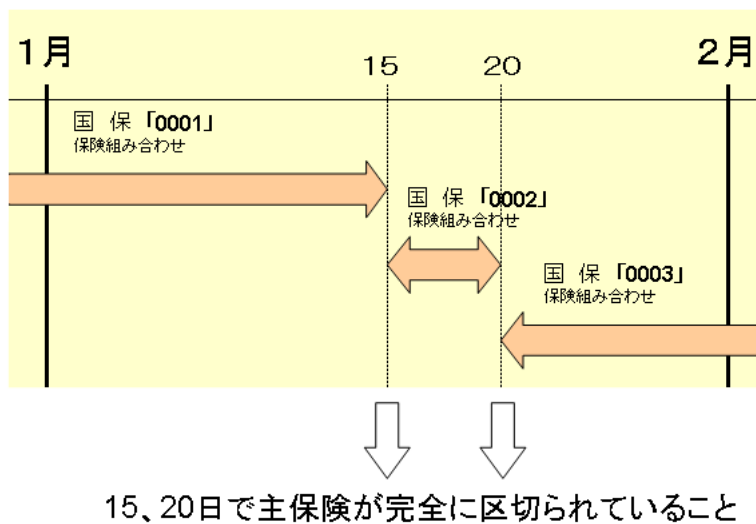 1月
15
20
2月
国 保「0001」
保険組み合わせ
国 保「0002」
保険組み合わせ
国 保「0003」
保険組み合わせ
15、20日で主保険が完全に区切られていること